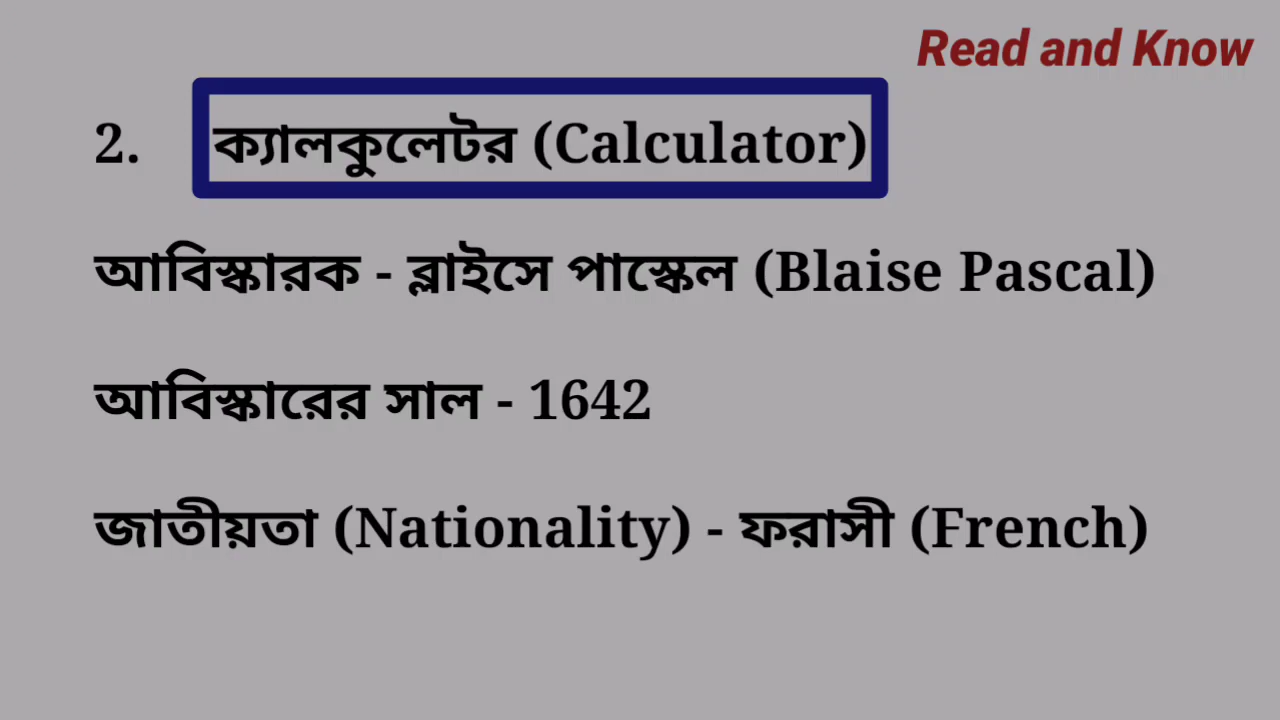 Read and Know
2. ক্যালকুলেটর (Calculator)
আবিস্কারক - ব্লাইসে পাস্কেল (Blaise Pascal)
আবিস্কারের সাল - 1642
জাতীয়তা (Nationality) - ফরাসী (French)